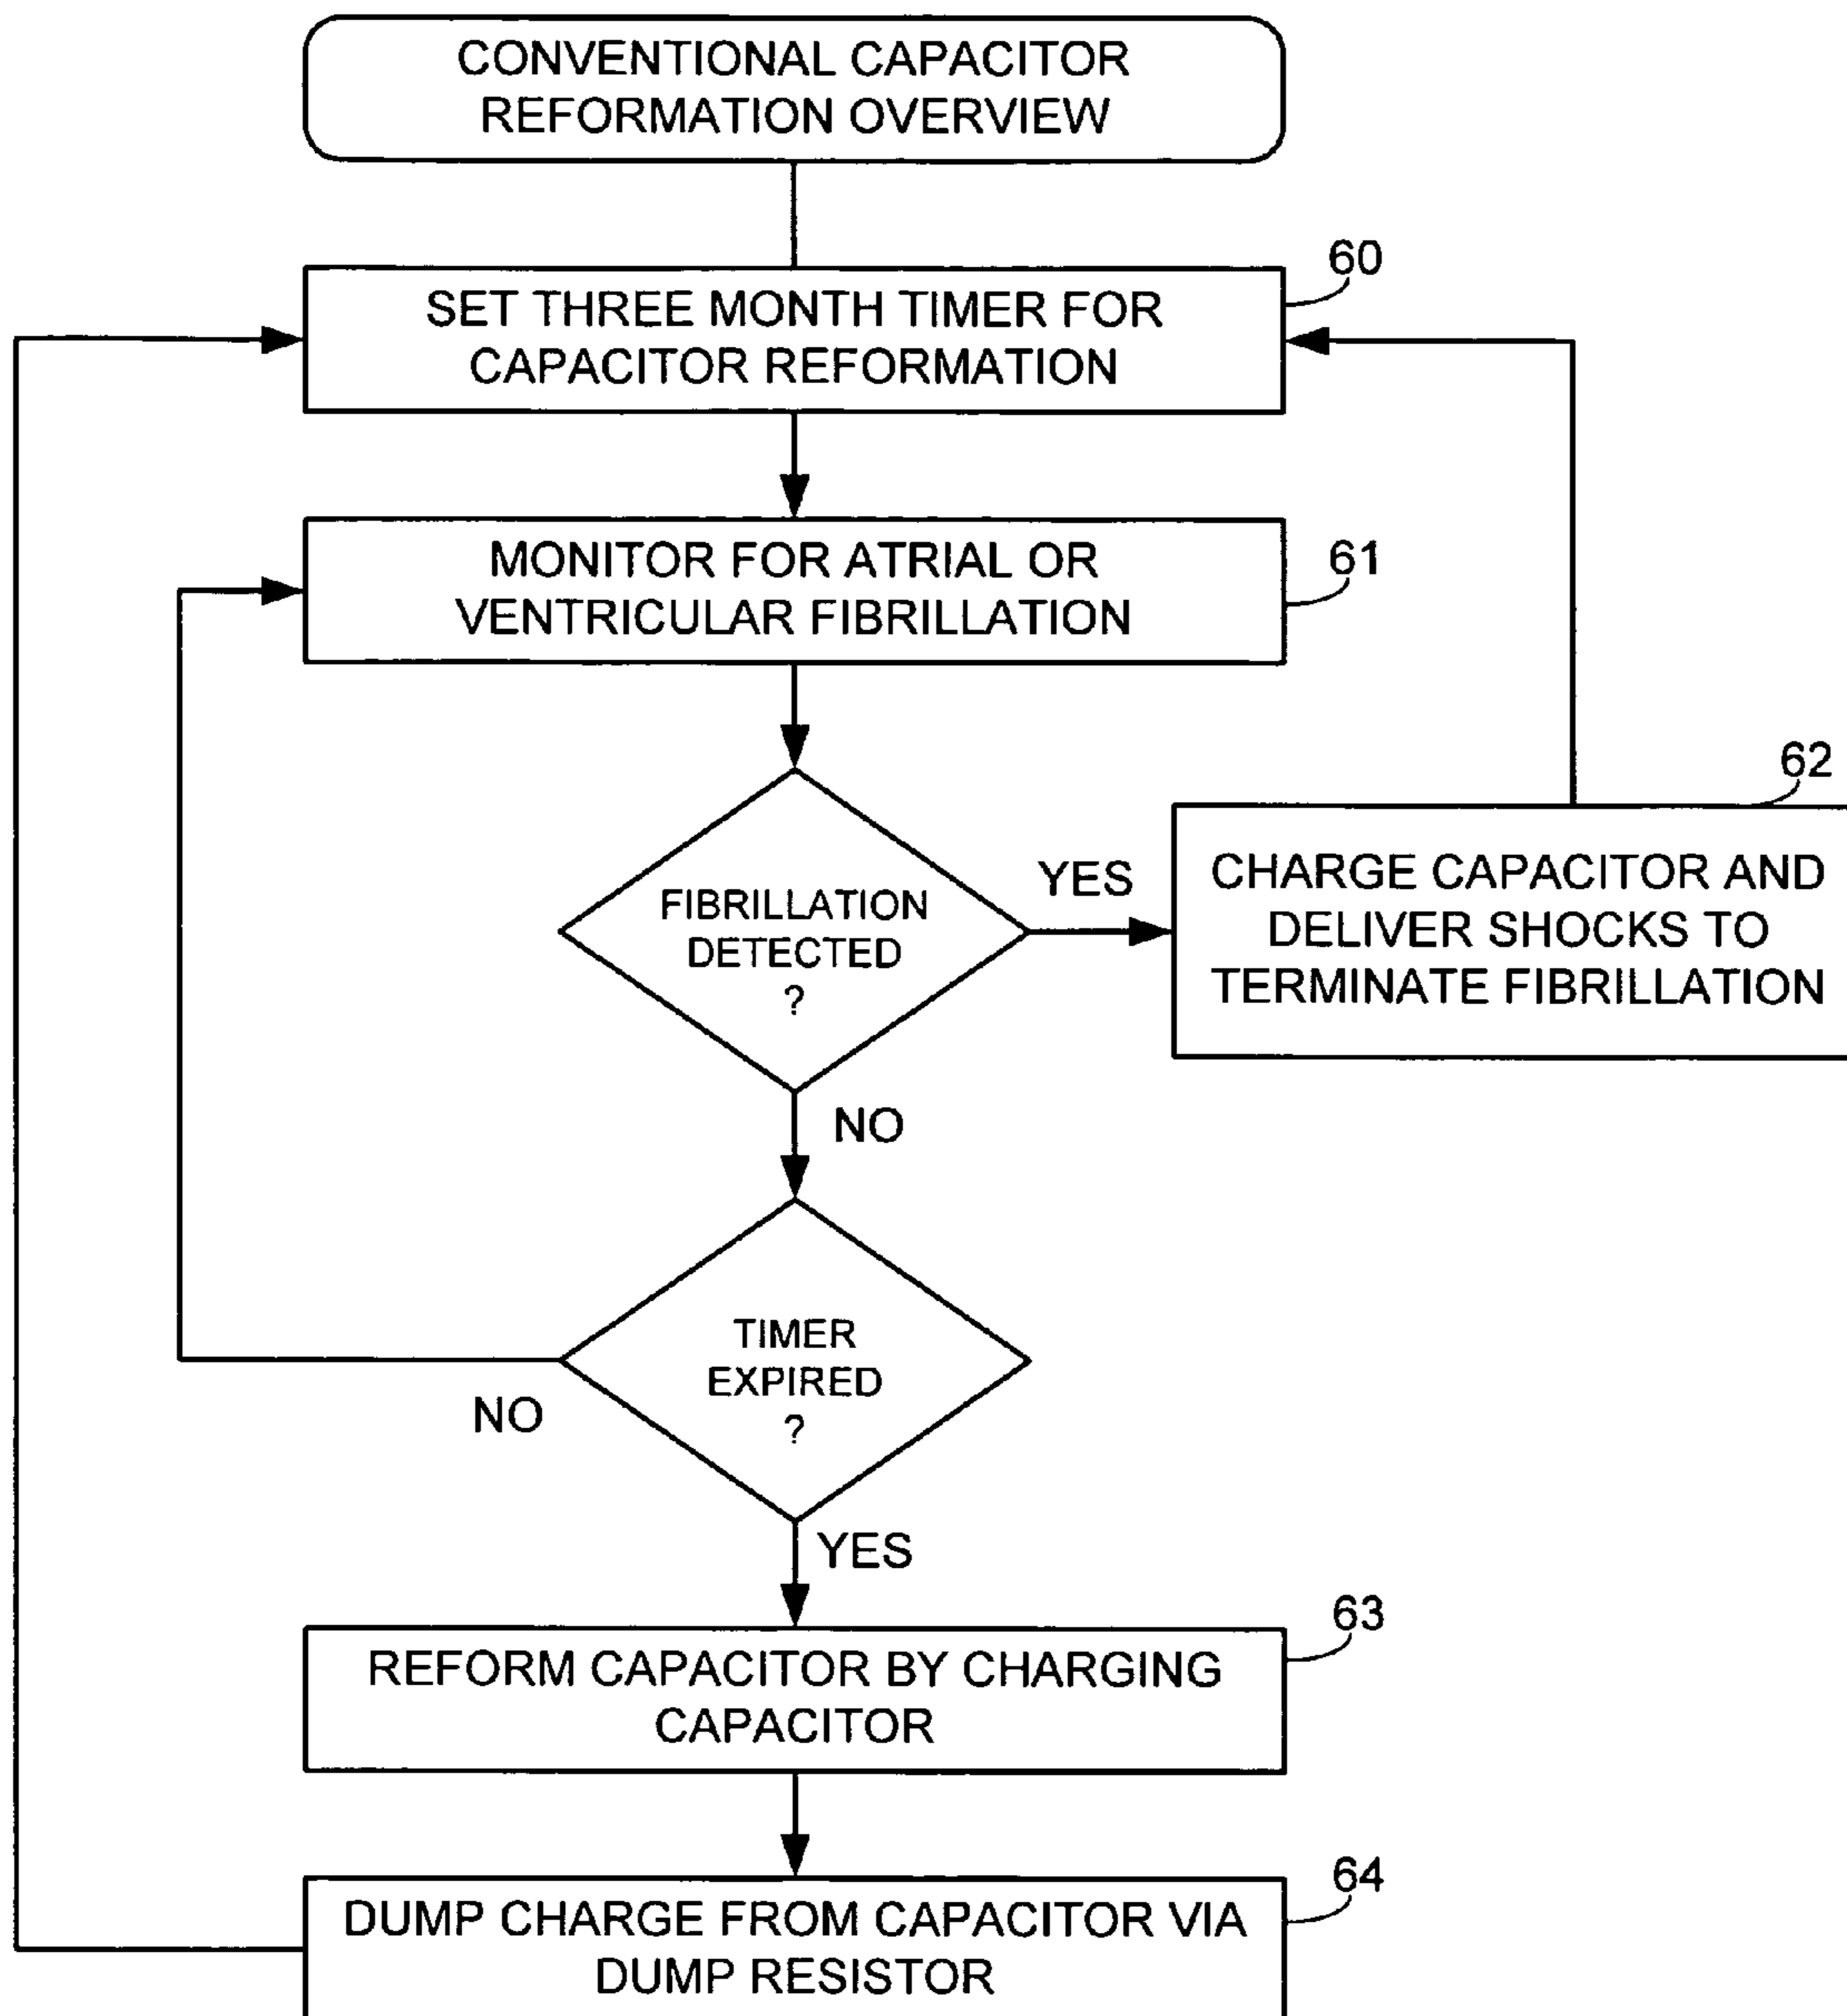 CONVENTIONAL CAPACITOR
REFORMATION OVERVIEW
60
SET THREE MONTH TIMER FOR
CAPACITOR REFORMATION
61
MONITOR FOR ATRIAL OR
VENTRICULAR FIBRILLATION
62
FIBRILLATION
DETECTED
?
YES
CHARGE CAPACITOR AND
DELIVER SHOCKS TO
TERMINATE FIBRILLATION
NO
TIMER
EXPIRED
?
NO
YES
63
REFORM CAPACITOR BY CHARGING
CAPACITOR
64
DUMP CHARGE FROM CAPACITOR VIA
DUMP RESISTOR